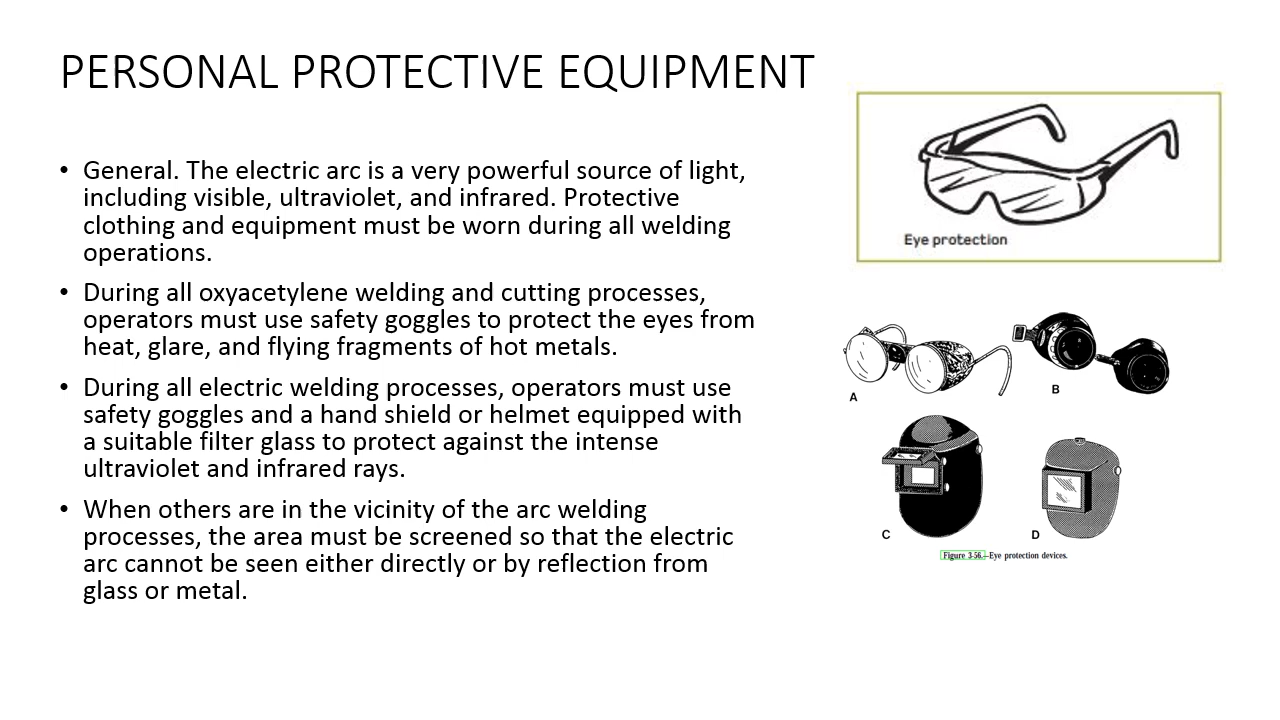 PERSONAL PROTECTIVE EQUIPMENT
• General. The electric arc is a very powerful source of light,
including visible, ultraviolet, and infrared. Protective
clothing and equipment must be worn during all welding
operations.
• During all oxyacetylene welding and cutting processes,
operators must use safety goggles to protect the eyes from
heat, glare, and flying fragments of hot metals.
• During all electric welding processes, operators must use
safety goggles and a hand shield or helmet equipped with
a suitable filter glass to protect against the intense
ultraviolet and infrared rays.
• When others are in the vicinity of the arc welding
processes, the area must be screened so that the electric
arc cannot be seen either directly or by reflection from
glass or metal.
Eye protection
A
B
C
D
Figure 3-56.—Eye protection devices.